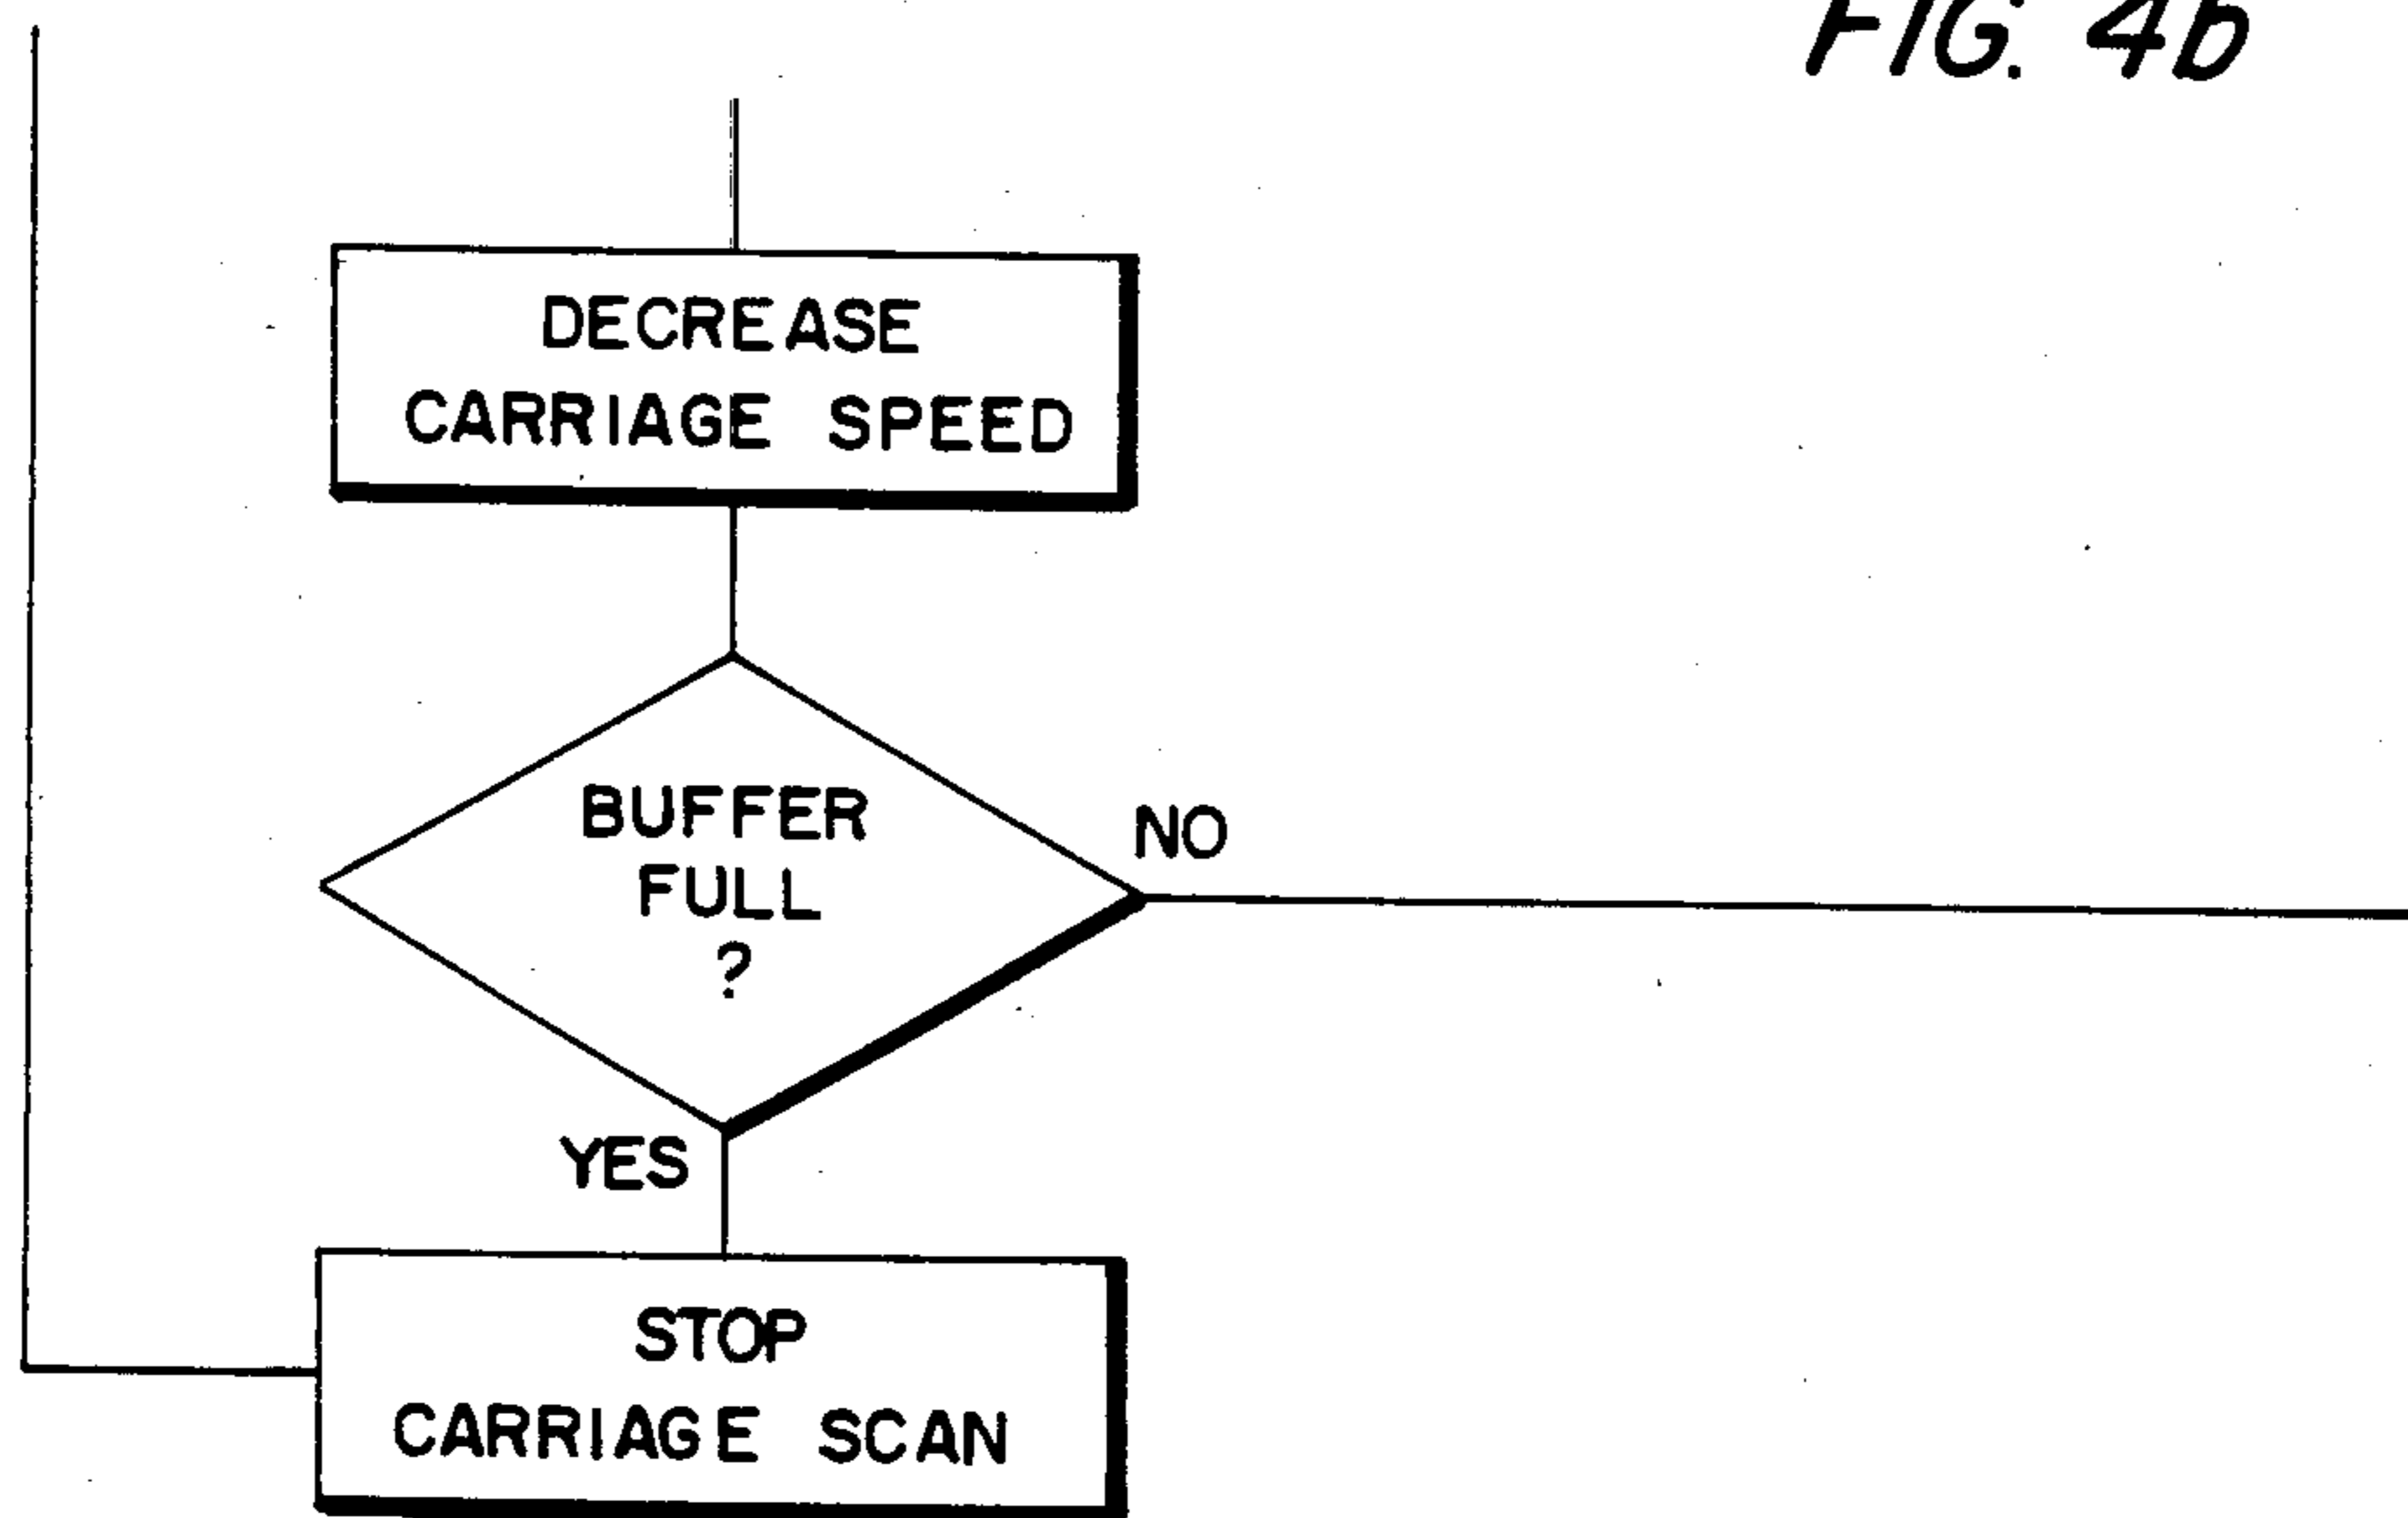 FIG. 4b
DECREASE
CARRIAGE SPEED
BUFFER
FULL
?
NO
YES
STOP
CARRIAGE SCAN